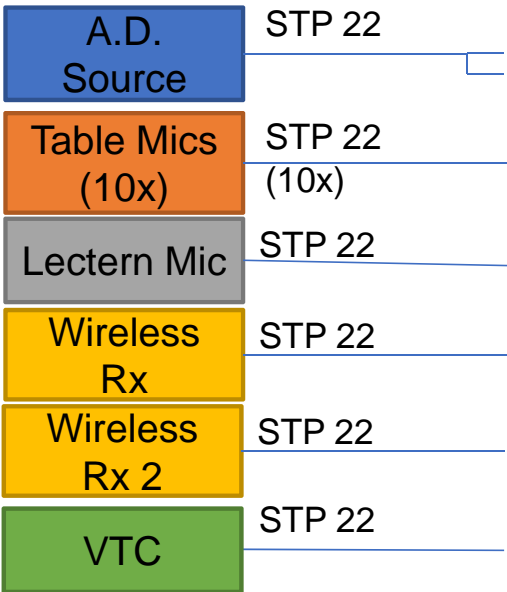 A.D.
Source
STP 22
Table Mics
(10x)
STP 22
(10x)
Lectern Mic
STP 22
Wireless
Rx
STP 22
Wireless
Rx 2
STP 22
VTC
STP 22